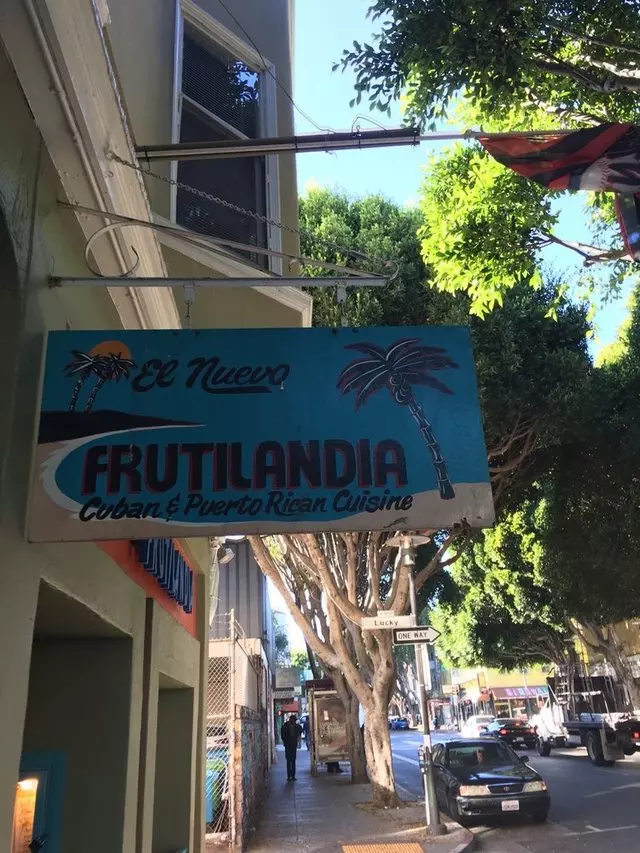 El Nuevo
FRUTILANDIA
Cuban & Puerto Rican Cuisine
Lucky
ONE WAY